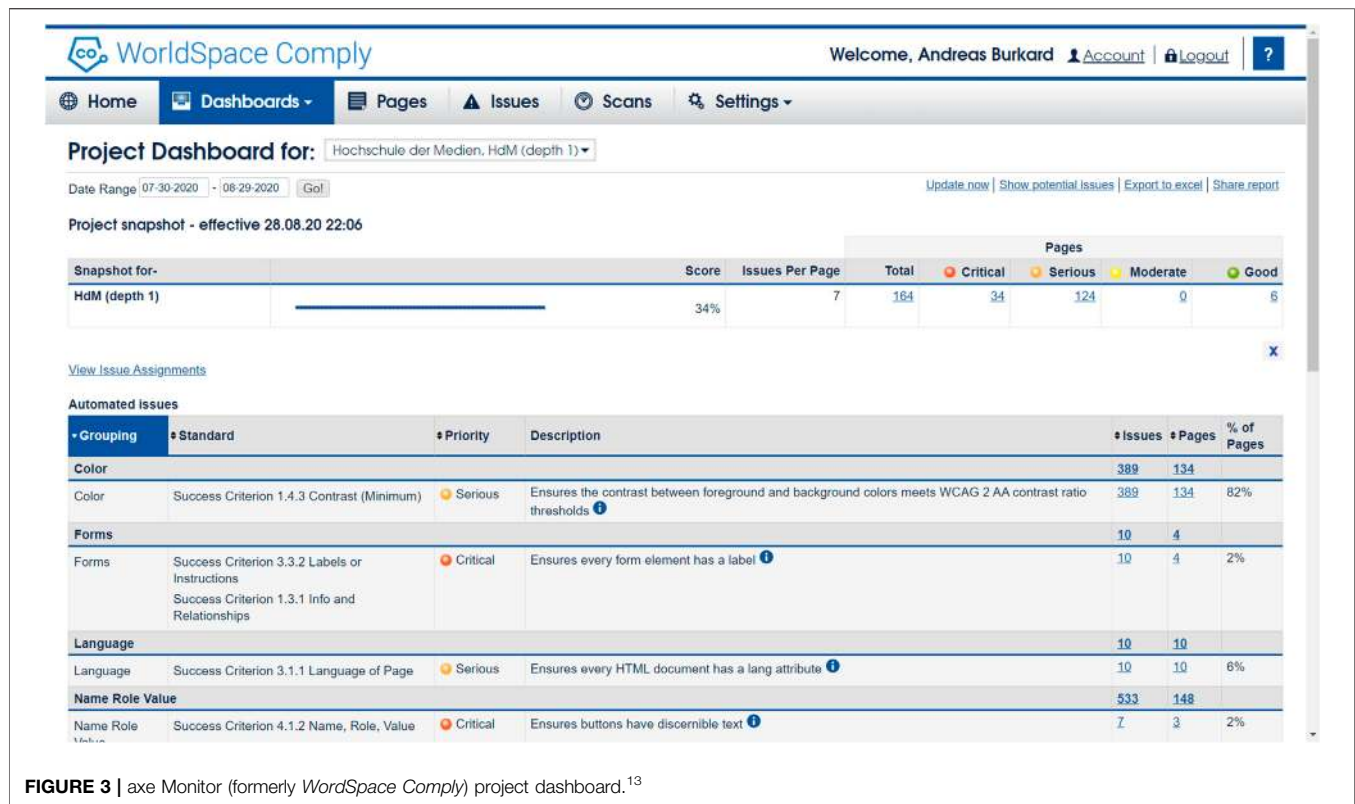 co WorldSpace Comply
Welcome, Andreas Burkard Account | Logout ?
Home Dashboards Pages Issues Scans Settings
Project Dashboard for: Hochschule der Medien, HdM (depth 1)
Date Range 07-30-2020 - 08-29-2020 Go! Update now | Show potential issues | Export to excel | Share report
Project snapshot - effective 28.08.20 22:06
Pages
Snapshot for- Score Issues Per Page Total Critical Serious Moderate Good
HdM (depth 1) 34% 7 164 34 124 0 6
X
View Issue Assignments
Automated issues
Grouping Standard Priority Description Issues Pages % of
Pages
Color 389 134
Color Success Criterion 1.4.3 Contrast (Minimum) Serious Ensures the contrast between foreground and background colors meets WCAG 2 AA contrast ratio 389 134 82%
thresholds
Forms 10 4
Forms Success Criterion 3.3.2 Labels or Critical Ensures every form element has a label 10 4 2%
Instructions
Success Criterion 1.3.1 Info and
Relationships
Language 10 10
Language Success Criterion 3.1.1 Language of Page Serious Ensures every HTML document has a lang attribute 10 10 6%
Name Role Value 533 148
Name Role Success Criterion 4.1.2 Name, Role, Value Critical Ensures buttons have discernible text 7 3 2%
FIGURE 3 | axe Monitor (formerly WordSpace Comply) project dashboard.13